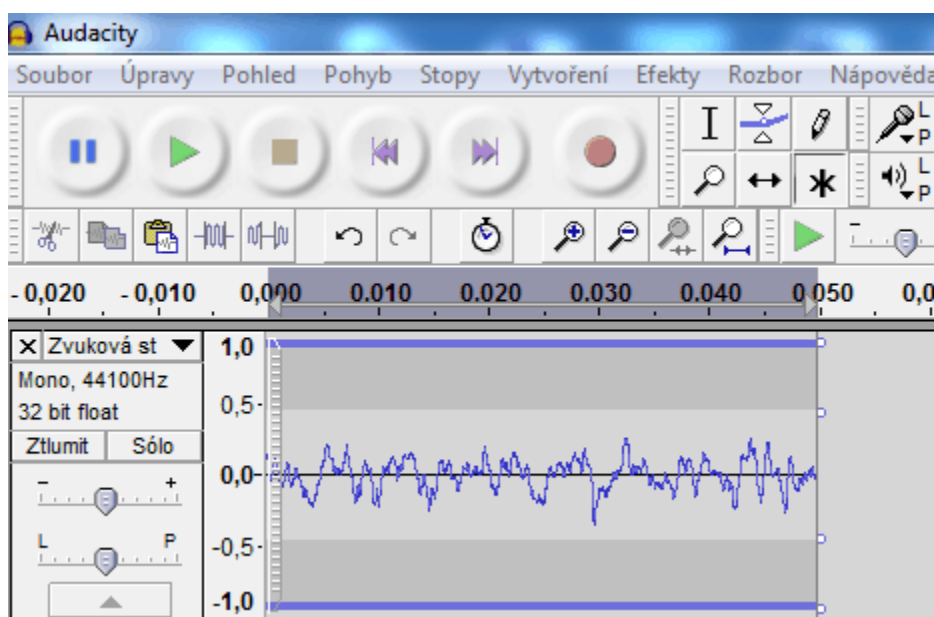 Audacity
Soubor Úpravy Pohled Pohyb Stopy Vytvoření Efekty Rozbor Nápověda
L
P
L
P
- 0,020 - 0,010 0,000 0.010 0.020 0.030 0.040 0,050 0,0
X Zvuková st 1,0
Mono, 44100Hz
32 bit float 0,5
Ztlumit Sólo
- + 0,0
L P -0,5
-1,0